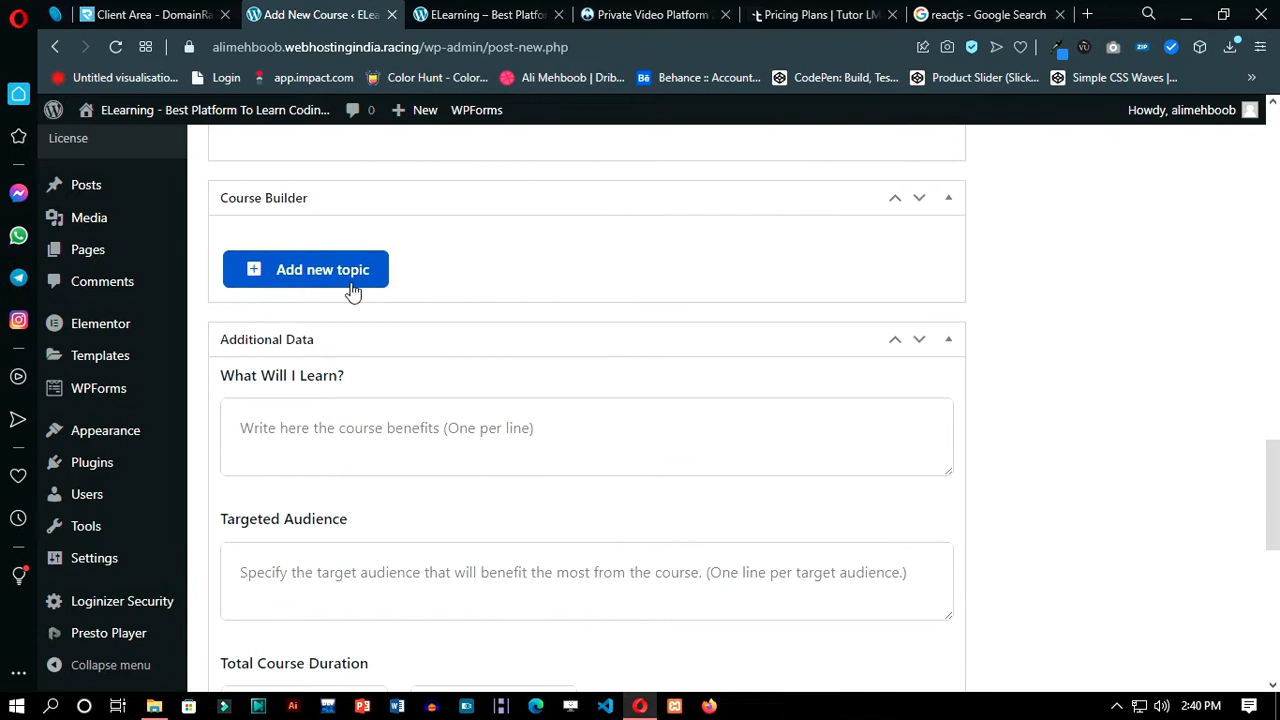 Client Area - DomainRa
Add New Course ‹ ELea
ELearning – Best Platfo
Private Video Platform
Pricing Plans | Tutor LM
reactjs - Google Search
alimehboob.webhostingindia.racing/wp-admin/post-new.php
Untitled visualisatio...
Login
app.impact.com
Color Hunt - Color...
Ali Mehboob | Drib...
Behance :: Account...
CodePen: Build, Tes...
Product Slider (Slick...
Simple CSS Waves |...
ELearning - Best Platform To Learn Coding...
0
New
WPForms
Howdy, alimehboob
License
Posts
Media
Pages
Comments
Elementor
Templates
WPForms
Appearance
Plugins
Users
Tools
Settings
Loginizer Security
Presto Player
Collapse menu
Course Builder
Add new topic
Additional Data
What Will I Learn?
Write here the course benefits (One per line)
Targeted Audience
Specify the target audience that will benefit the most from the course. (One line per target audience.)
Total Course Duration
2:40 PM